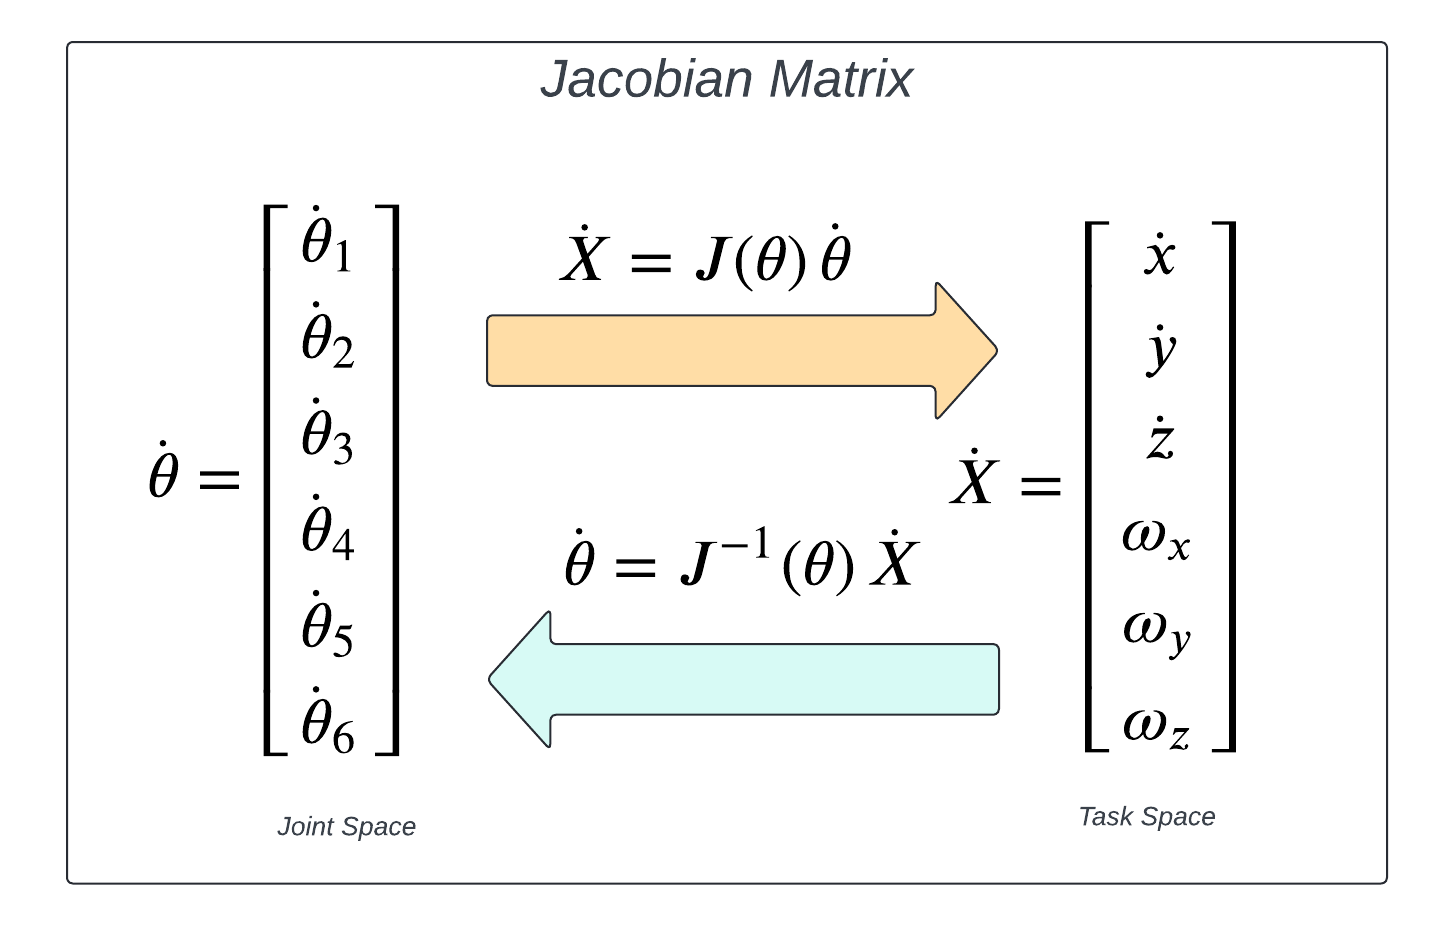 Jacobian Matrix
θ̇ =
θ̇₁
θ̇₂
θ̇₃
θ̇₄
θ̇₅
θ̇₆
Ẋ = J(θ) θ̇
θ̇ = J⁻¹(θ) Ẋ
Ẋ =
ẋ
ẏ
ż
ωₓ
ω_y
ω_z
Joint Space
Task Space